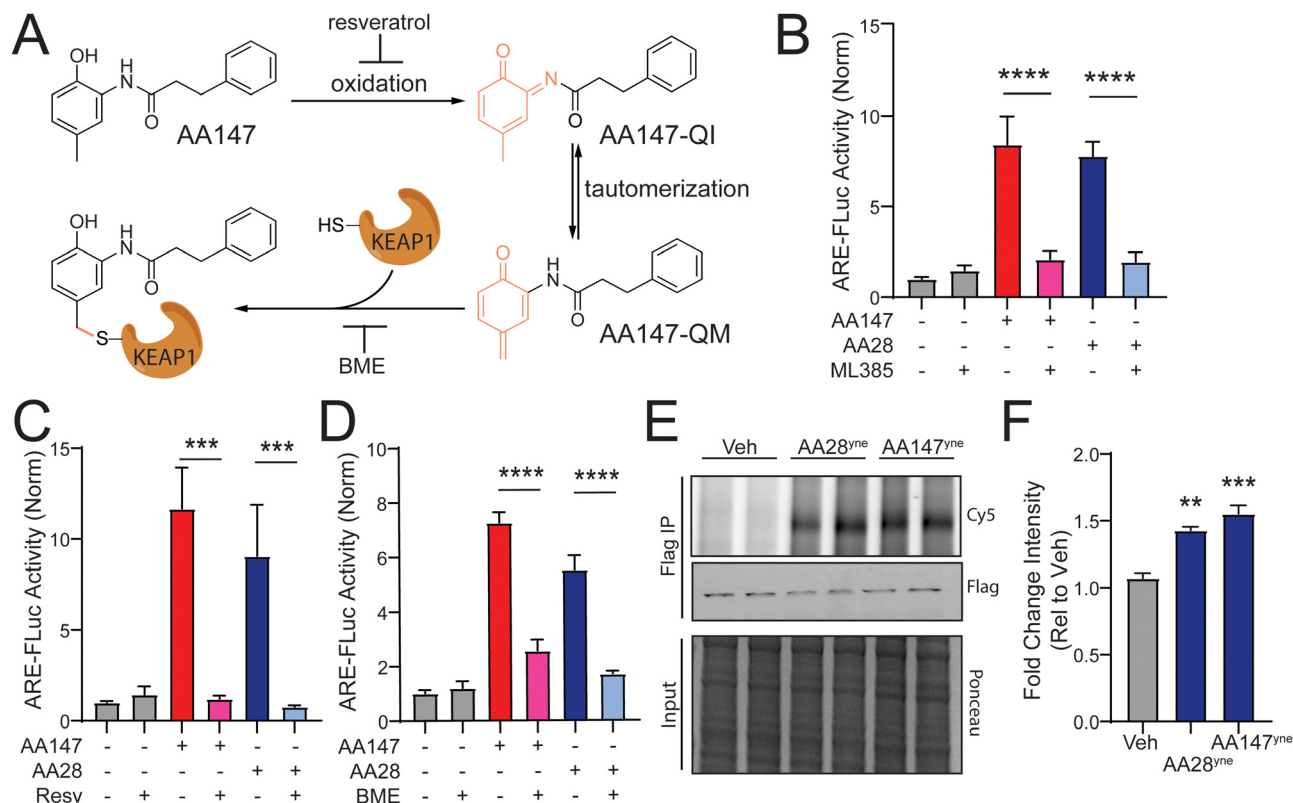 A
resveratrol
oxidation
OH
H
N
O
AA147
O
N
O
AA147-QI
tautomerization
HS
KEAP1
OH
H
N
O
S
KEAP1
BME
O
H
N
O
AA147-QM
B
ARE-FLuc Activity (Norm)
15
10
5
0
**** ****
AA147 - - + + - -
AA28 - - - - + +
ML385 - + - + - +
C
ARE-FLuc Activity (Norm)
15
10
5
0
*** ***
AA147 - - + + - -
AA28 - - - - + +
Resv - + - + - +
D
ARE-FLuc Activity (Norm)
10
8
6
4
2
0
**** ****
AA147 - - + + - -
AA28 - - - - + +
BME - + - + - +
E
Veh AA28yne AA147yne
Flag IP
Cy5
Flag
Input
Ponceau
F
Fold Change Intensity
(Rel to Veh)
2.0
1.5
1.0
0.5
0.0
** ***
Veh AA147yne
AA28yne